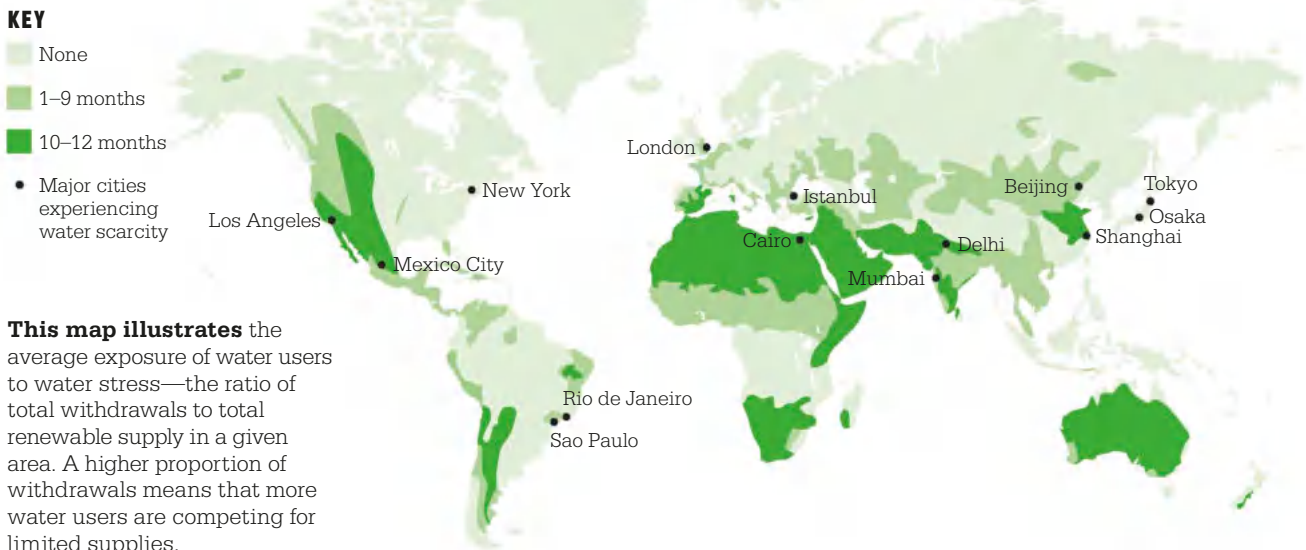 KEY
None
1–9 months
10–12 months
Major cities
experiencing
water scarcity
This map illustrates the
average exposure of water users
to water stress—the ratio of
total withdrawals to total
renewable supply in a given
area. A higher proportion of
withdrawals means that more
water users are competing for
limited supplies.
London
New York
Istanbul
Beijing
Tokyo
Osaka
Los Angeles
Shanghai
Cairo
Delhi
Mexico City
Mumbai
Rio de Janeiro
Sao Paulo